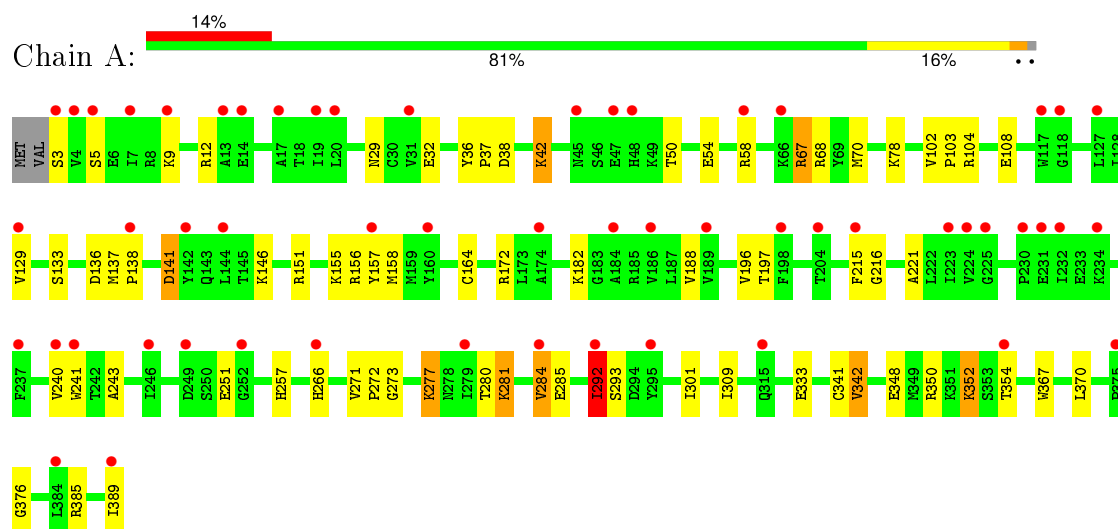 14%
Chain A:
81% 16% • •
MET VAL S3 V4 S5 E6 I7 R8 K9 R12 A13 E14 A17 T18 I19 L20 N29 C30 V31 E32 Y36 P37 D38 K42 N45 S46 E47 H48 K49 T50 E54 R58 K66 R67 R68 Y69 M70 K78 V102 P103 R104 E108 W117 G118 L127 I128
V129 S133 D136 M137 P138 D141 Y142 Q143 L144 T145 K146 R151 K155 R156 Y157 M158 M159 Y160 C164 R172 L173 A174 K182 G183 A184 R185 V186 L187 V188 V189 V196 T197 F198 T204 F215 G216 A221 L222 I223 V224 G225 P230 E231 I232 E233 K234
F237 V240 W241 T242 A243 I246 D249 S250 E251 G252 H257 H266 V271 P272 G273 K277 N278 I279 T280 K281 V284 E285 I292 S293 D294 Y295 I301 I309 Q315 E333 C341 V342 E348 M349 R350 K351 K352 S353 T354 W367 L370
G376 L384 R385 I389